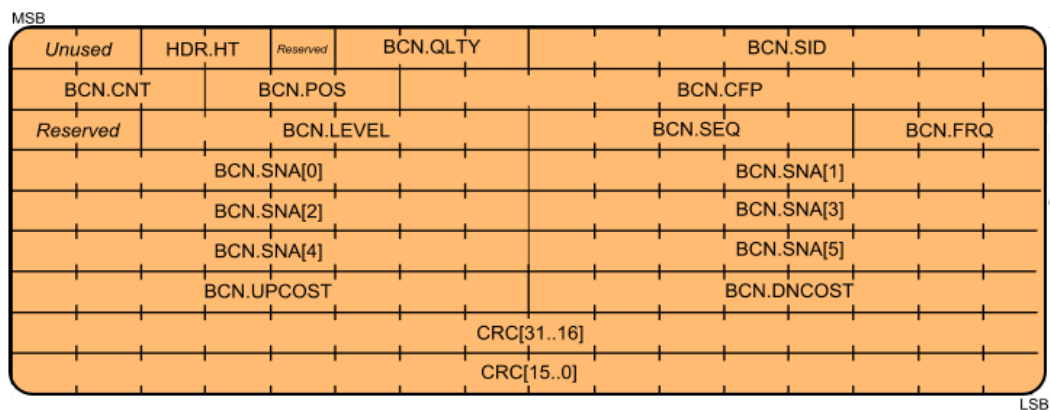 MSB
Unused HDR.HT Reserved BCN.QLTY BCN.SID
BCN.CNT BCN.POS BCN.CFP
Reserved BCN.LEVEL BCN.SEQ BCN.FRQ
BCN.SNA[0] BCN.SNA[1]
BCN.SNA[2] BCN.SNA[3]
BCN.SNA[4] BCN.SNA[5]
BCN.UPCOST BCN.DNCOST
CRC[31..16]
CRC[15..0]
LSB